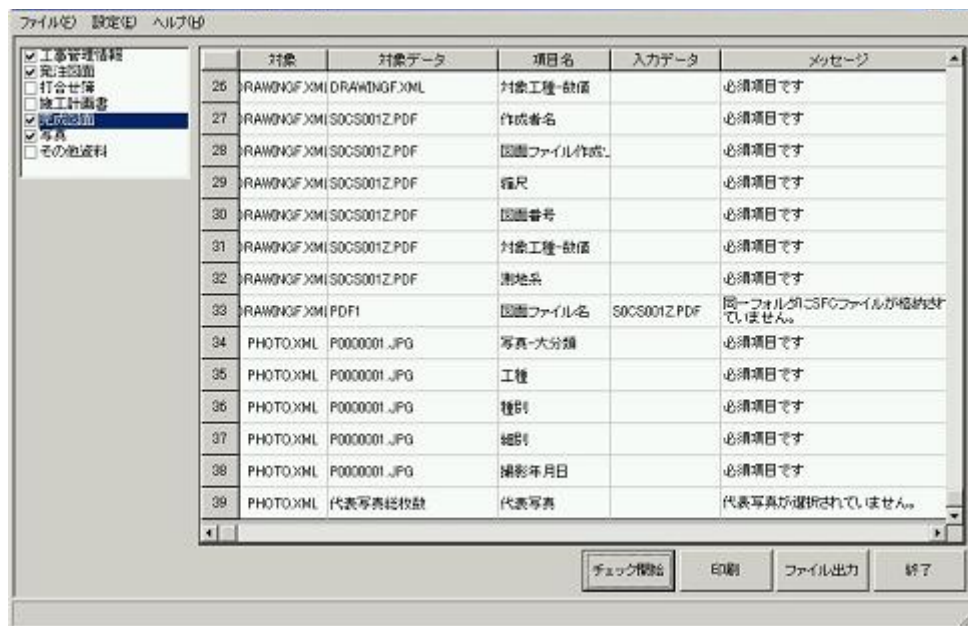 ファイル(F) 設定(E) ヘルプ(H)
工事管理情報
発注図面
打合せ簿
施工計画書
完成図面
写真
その他資料
対象 対象データ 項目名 入力データ メッセージ
26 DRAWINGF.XML DRAWINGF.XML 対象工種-数値 必須項目です
27 DRAWINGF.XML S0CS001Z.PDF 作成者名 必須項目です
28 DRAWINGF.XML S0CS001Z.PDF 図面ファイル作成 必須項目です
29 DRAWINGF.XML S0CS001Z.PDF 縮尺 必須項目です
30 DRAWINGF.XML S0CS001Z.PDF 図面番号 必須項目です
31 DRAWINGF.XML S0CS001Z.PDF 対象工種-数値 必須項目です
32 DRAWINGF.XML S0CS001Z.PDF 測地系 必須項目です
33 DRAWINGF.XML PDF1 図面ファイル名 S0CS001Z.PDF 同一フォルダにSFCファイルが格納され
ていません。
34 PHOTO.XML P0000001.JPG 写真-大分類 必須項目です
35 PHOTO.XML P0000001.JPG 工種 必須項目です
36 PHOTO.XML P0000001.JPG 種別 必須項目です
37 PHOTO.XML P0000001.JPG 細別 必須項目です
38 PHOTO.XML P0000001.JPG 撮影年月日 必須項目です
39 PHOTO.XML 代表写真総枚数 代表写真 代表写真が選択されていません。
チェック開始 印刷 ファイル出力 終了